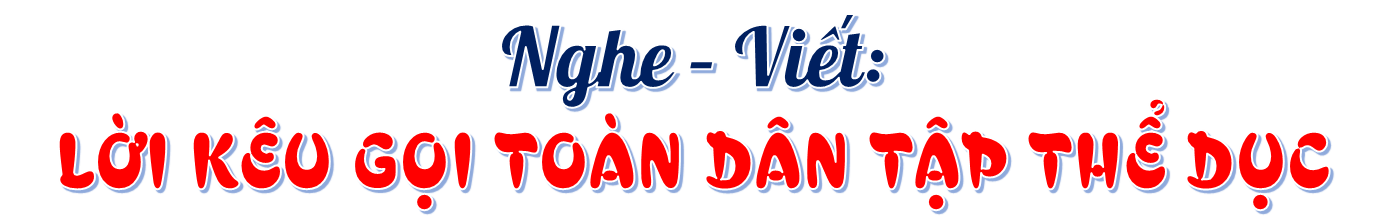 Nghe - Viết:
LỜI KÊU GỌI TOÀN DÂN TẬP THỂ DỤC